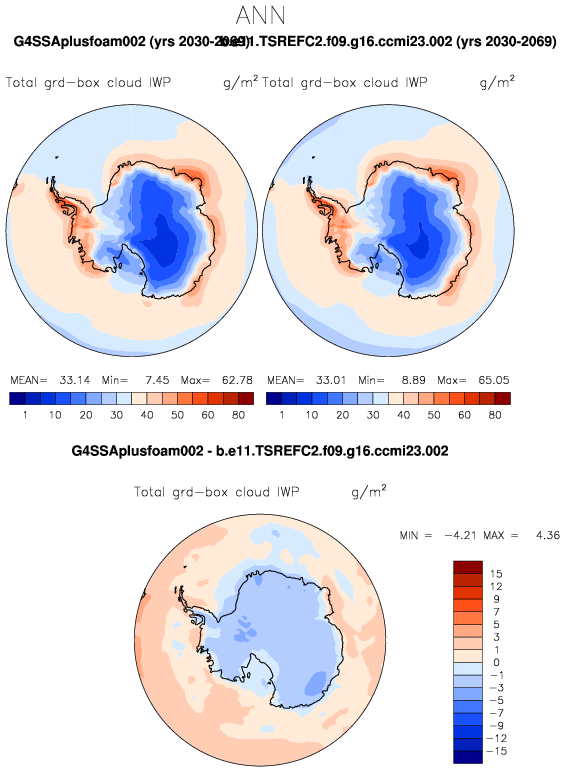 ANN
G4SSAplusfoam002 (yrs 2030-2069)
b.e11.TSREFC2.f09.g16.ccmi23.002 (yrs 2030-2069)
Total grd-box cloud IWP g/m²
Total grd-box cloud IWP g/m²
MEAN= 33.14 Min= 7.45 Max= 62.78
MEAN= 33.01 Min= 8.89 Max= 65.05
1 10 20 30 40 50 60 80
1 10 20 30 40 50 60 80
G4SSAplusfoam002 - b.e11.TSREFC2.f09.g16.ccmi23.002
Total grd-box cloud IWP g/m²
MIN = -4.21 MAX = 4.36
15
12
9
7
5
3
1
0
-1
-3
-5
-7
-9
-12
-15